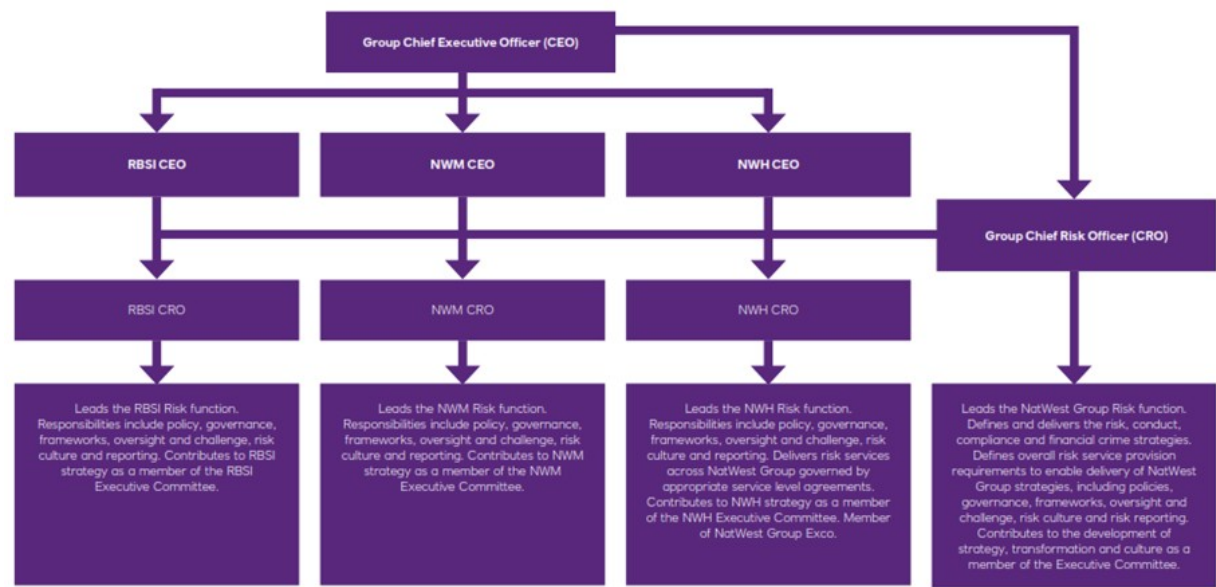 Group Chief Executive Officer (CEO)
RBSI CEO
NWM CEO
NWH CEO
Group Chief Risk Officer (CRO)
RBSI CRO
NWM CRO
NWH CRO
Leads the RBSI Risk function.
Responsibilities include policy, governance,
frameworks, oversight and challenge, risk
culture and reporting. Contributes to RBSI
strategy as a member of the RBSI
Executive Committee.
Leads the NWM Risk function.
Responsibilities include policy, governance,
frameworks, oversight and challenge, risk
culture and reporting. Contributes to NWM
strategy as a member of the NWM
Executive Committee.
Leads the NWH Risk function.
Responsibilities include policy, governance,
frameworks, oversight and challenge, risk
culture and reporting. Delivers risk services
across NatWest Group governed by
appropriate service level agreements.
Contributes to NWH strategy as a member
of the NWH Executive Committee. Member
of NatWest Group Exco.
Leads the NatWest Group Risk function.
Defines and delivers the risk, conduct,
compliance and financial crime strategies.
Defines overall risk service provision
requirements to enable delivery of NatWest
Group strategies, including policies,
governance, frameworks, oversight and
challenge, risk culture and risk reporting.
Contributes to the development of
strategy, transformation and culture as a
member of the Executive Committee.